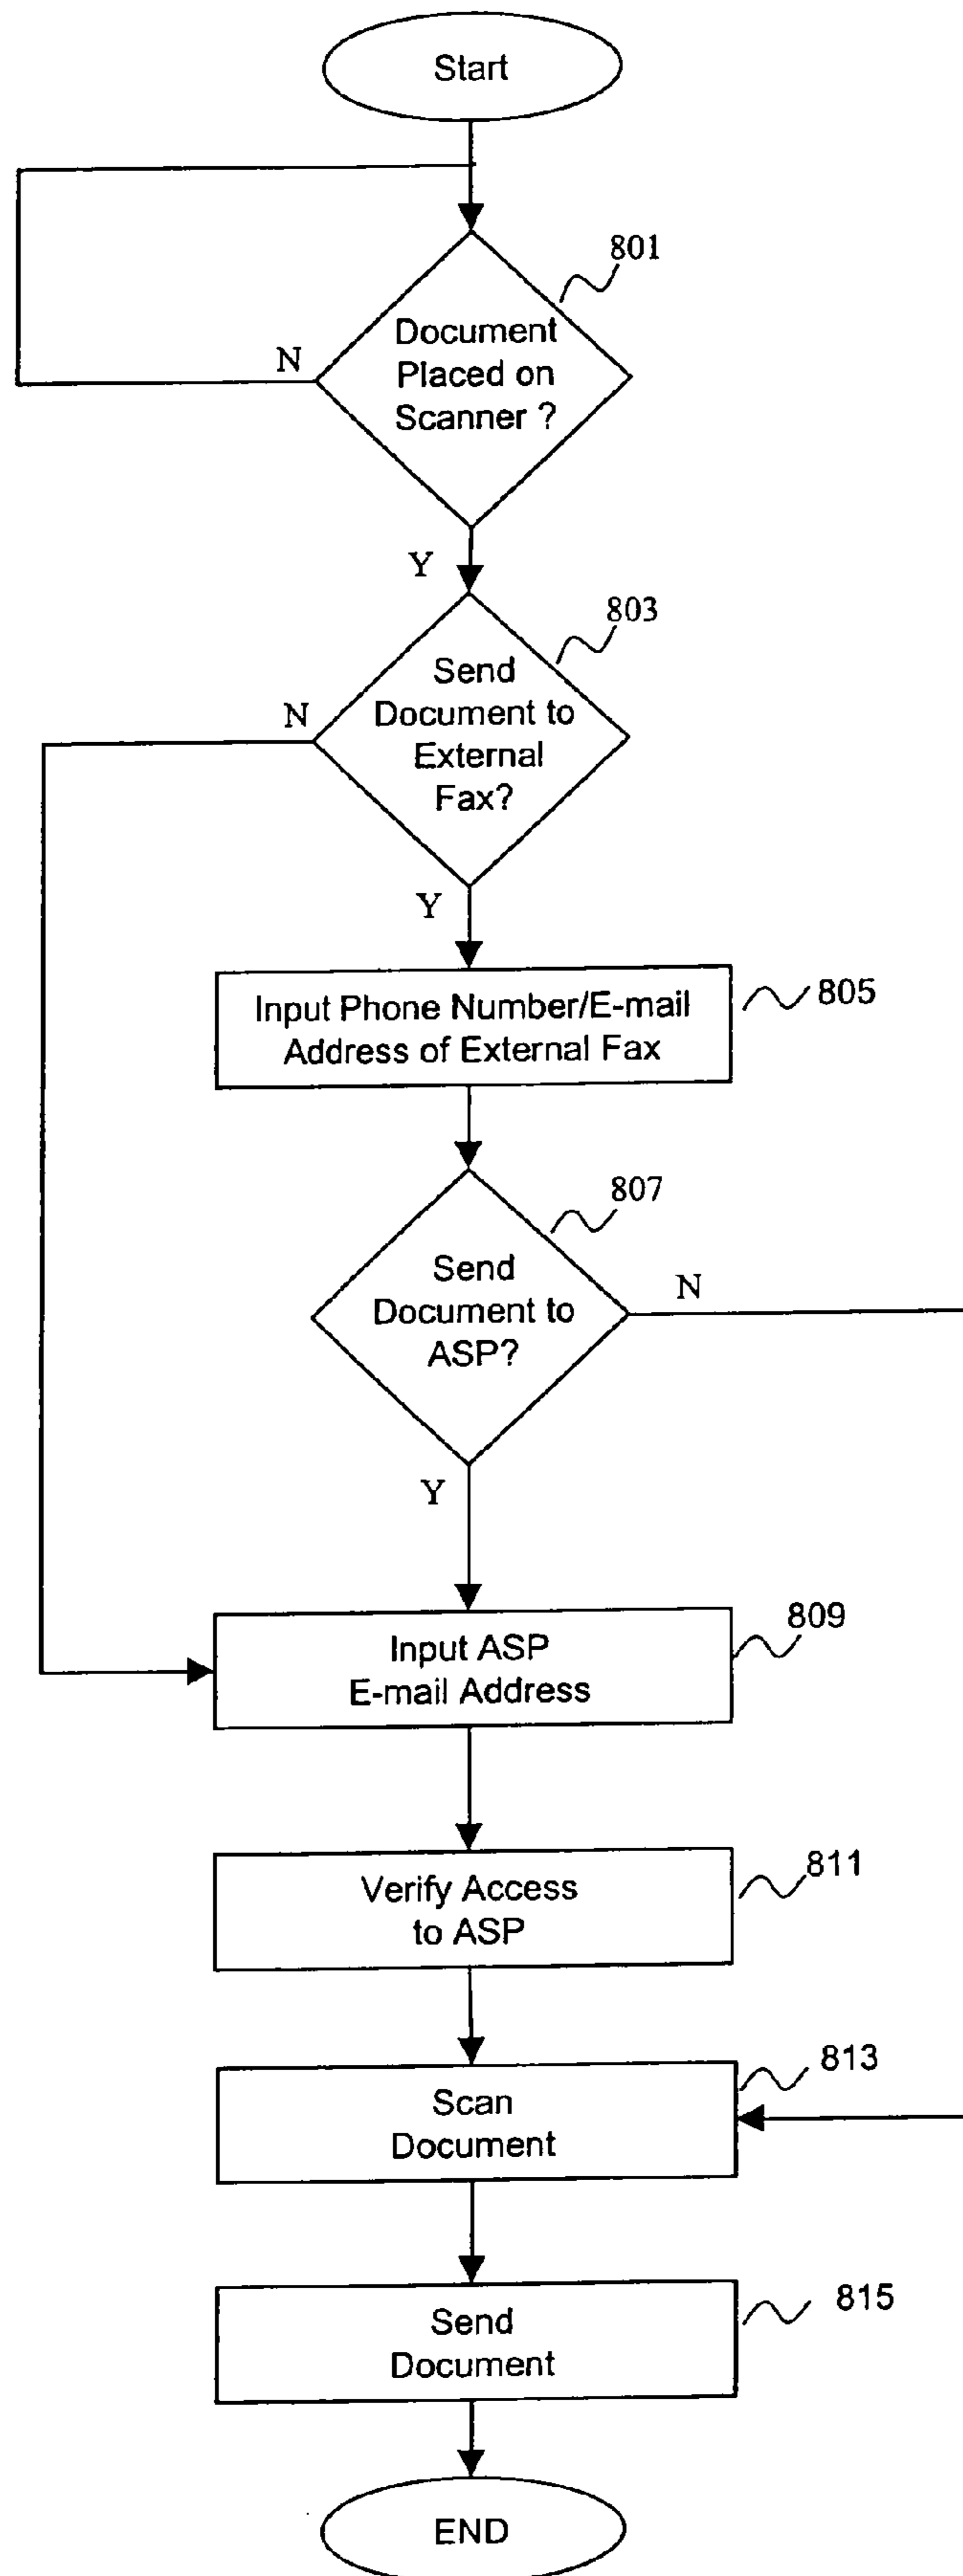 Start
801
Document
Placed on
Scanner ?
N
Y
803
Send
Document to
External
Fax?
N
Y
Input Phone Number/E-mail
Address of External Fax
805
807
Send
Document to
ASP?
N
Y
809
Input ASP
E-mail Address
811
Verify Access
to ASP
813
Scan
Document
815
Send
Document
END